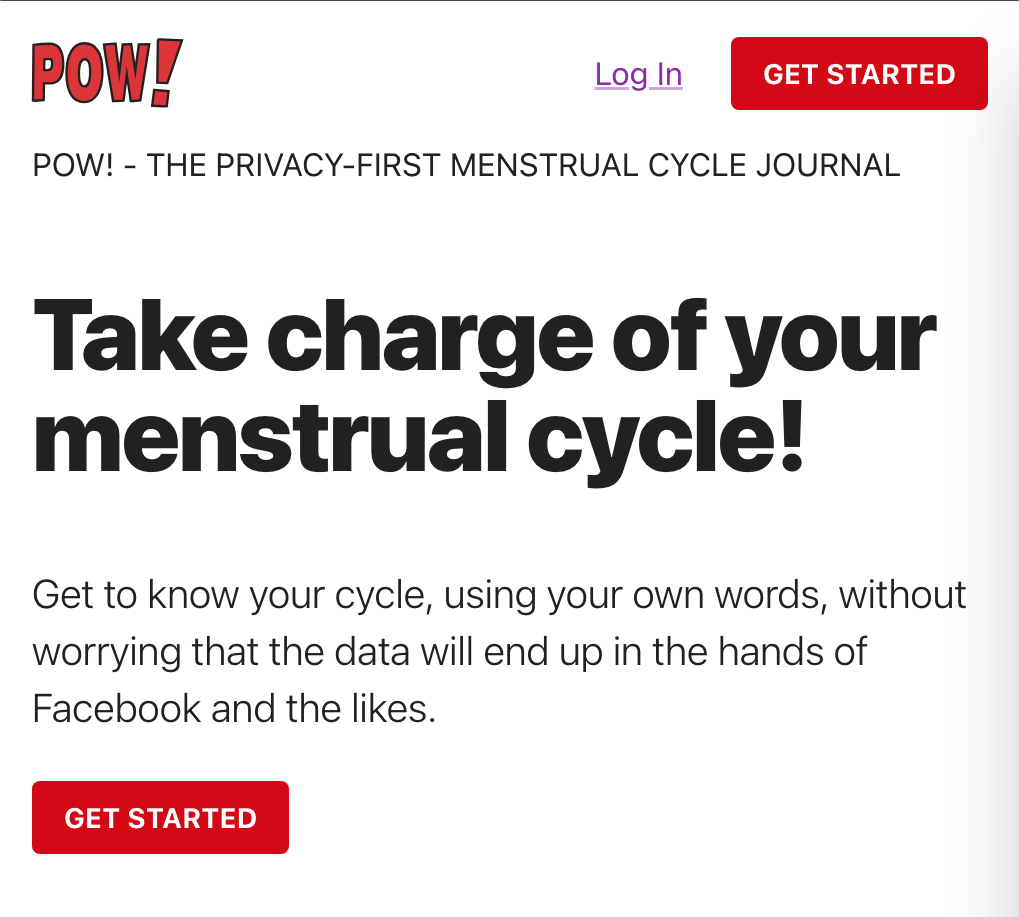 POW!
Log In
GET STARTED
POW! - THE PRIVACY-FIRST MENSTRUAL CYCLE JOURNAL
Take charge of your
menstrual cycle!
Get to know your cycle, using your own words, without
worrying that the data will end up in the hands of
Facebook and the likes.
GET STARTED